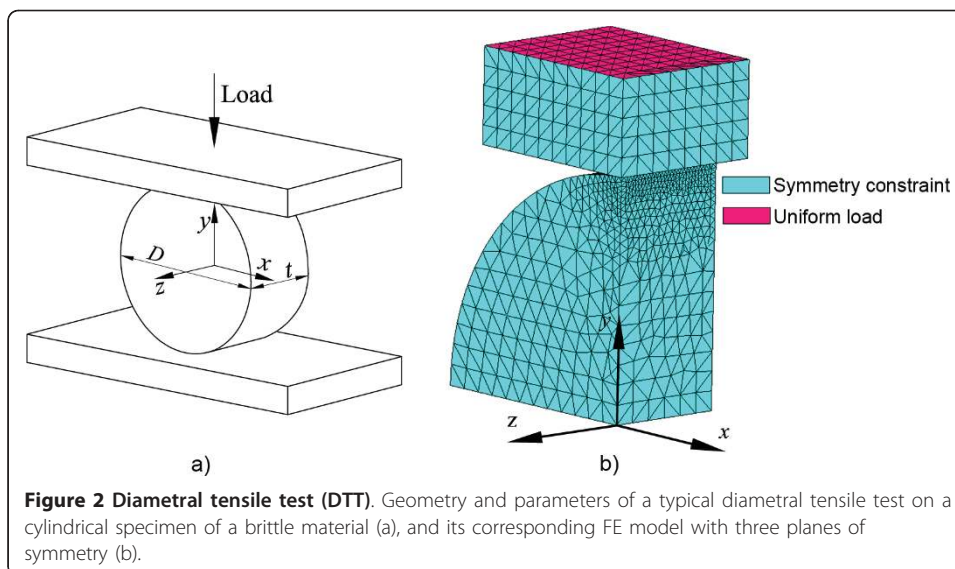 Load
y
D
x
t
z
a)
Symmetry constraint
Uniform load
y
z
x
b)
Figure 2 Diametral tensile test (DTT). Geometry and parameters of a typical diametral tensile test on a
cylindrical specimen of a brittle material (a), and its corresponding FE model with three planes of
symmetry (b).